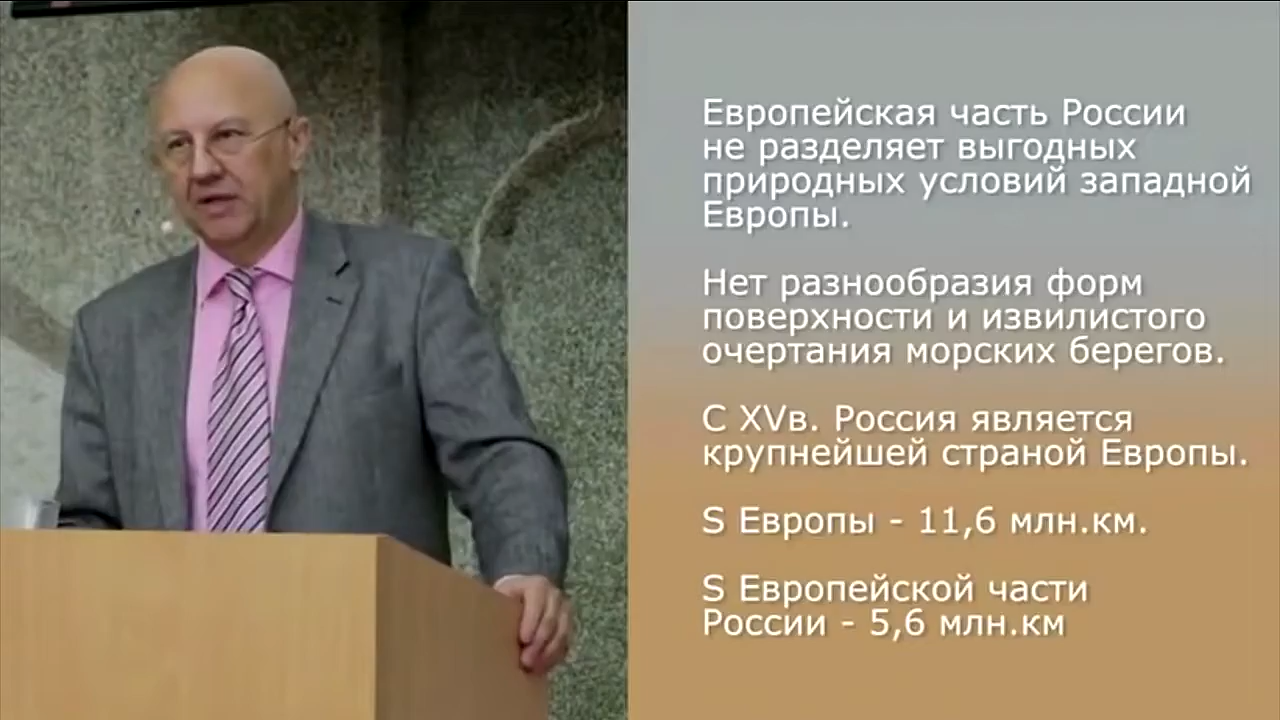 Европейская часть России
не разделяет выгодных
природных условий западной
Европы.
Нет разнообразия форм
поверхности и извилистого
очертания морских берегов.
С XVв. Россия является
крупнейшей страной Европы.
S Европы - 11,6 млн.км.
S Европейской части
России - 5,6 млн.км